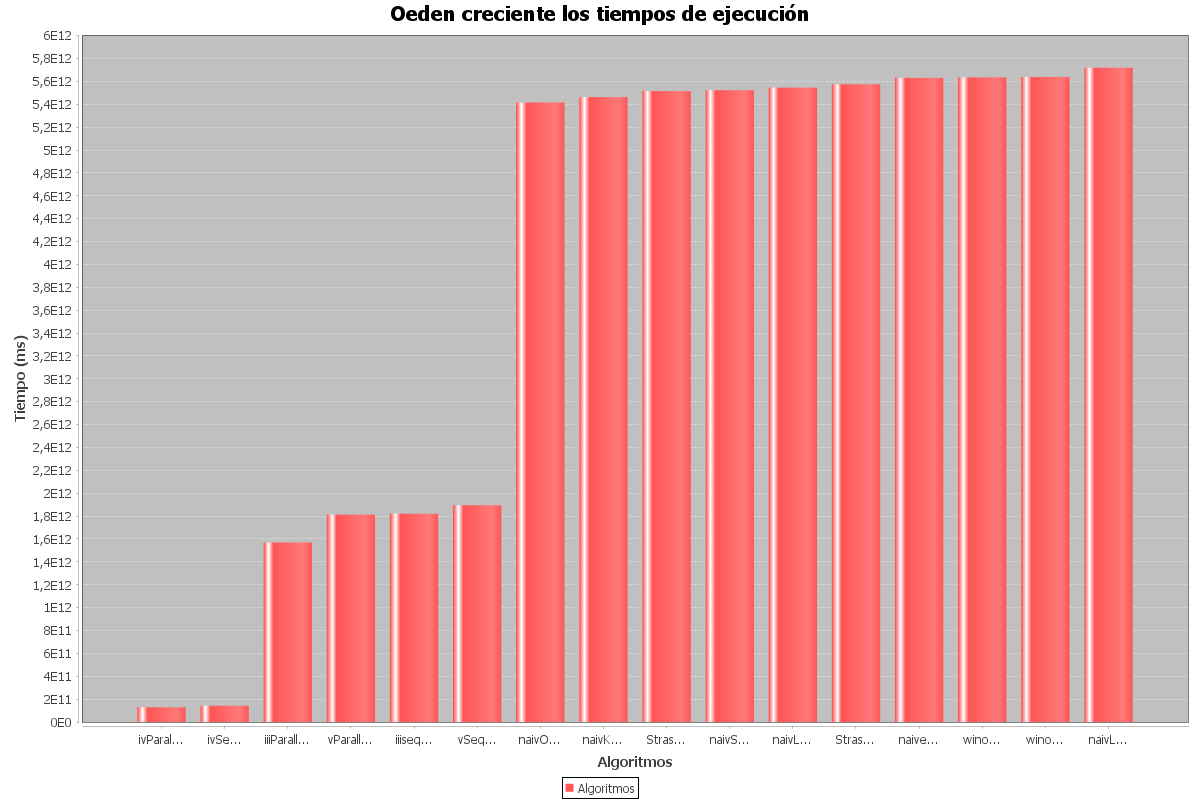 Oeden creciente los tiempos de ejecución
6E12
5,8E12
5,6E12
5,4E12
5,2E12
5E12
4,8E12
4,6E12
4,4E12
4,2E12
4E12
3,8E12
3,6E12
3,4E12
3,2E12
3E12
2,8E12
2,6E12
2,4E12
2,2E12
2E12
1,8E12
1,6E12
1,4E12
1,2E12
1E12
8E11
6E11
4E11
2E11
0E0
Tiempo (ms)
ivParal... ivSe... iiiParall... vParall... iiiseq... vSeq... naivO... naivK... Stras... naivS... naivL... Stras... naive... wino... wino... naivL...
Algoritmos
Algoritmos